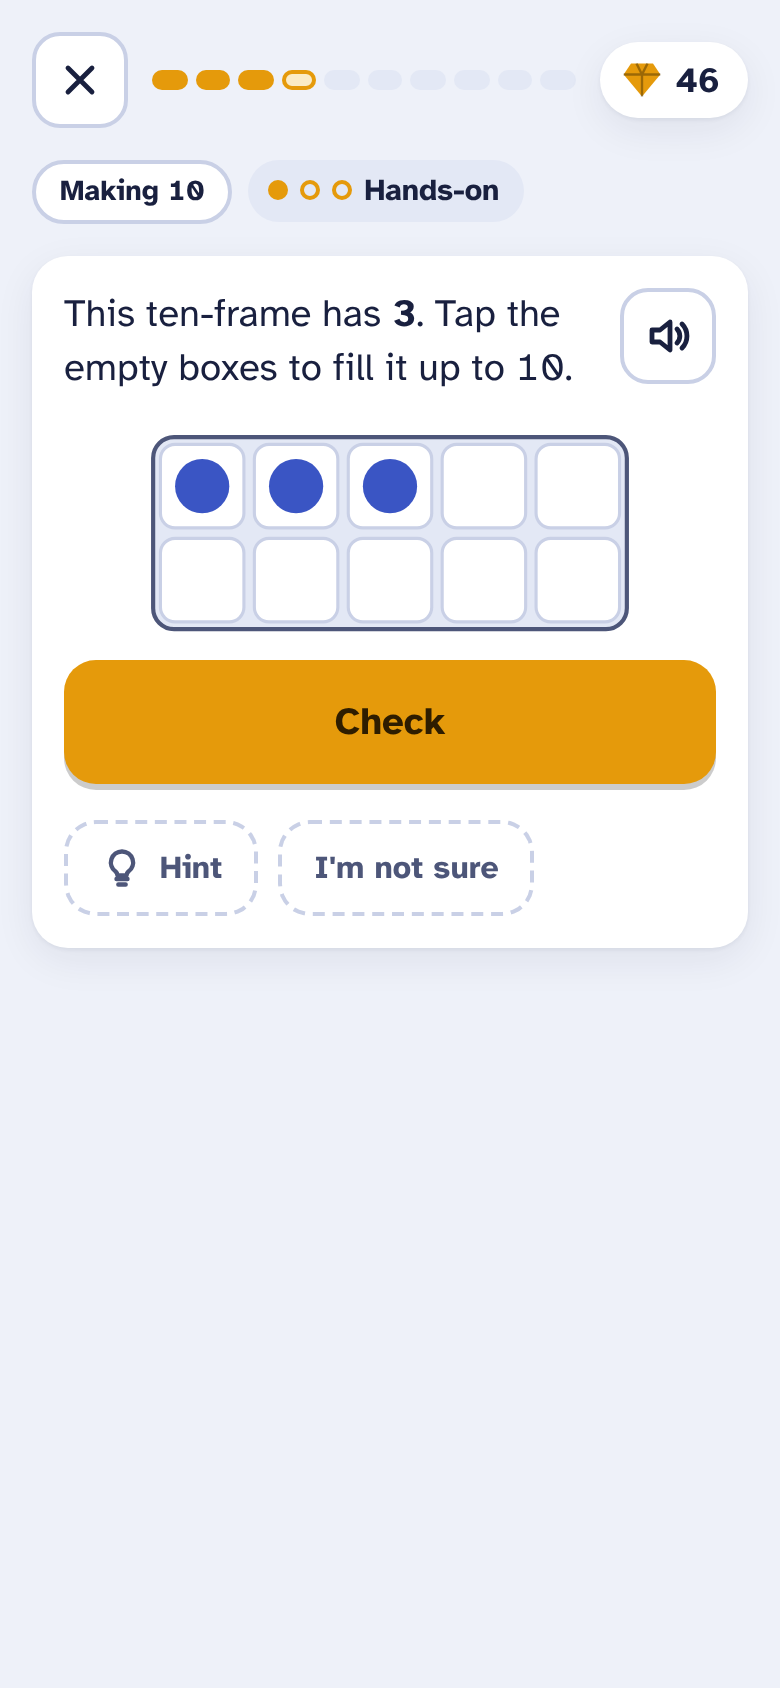 46
Making 10
Hands-on
This ten-frame has 3. Tap the
empty boxes to fill it up to 10.
Check
Hint
I'm not sure